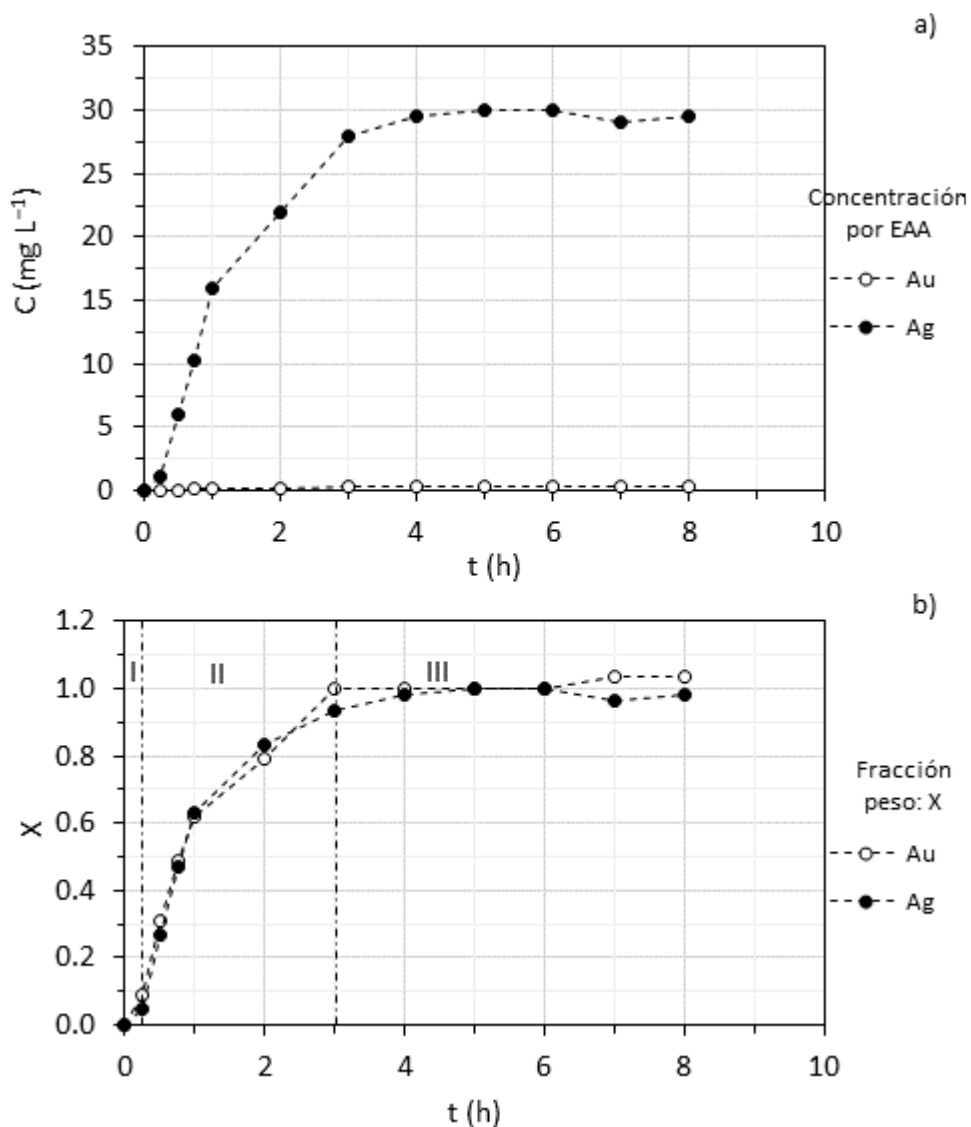 a)
35
30
25
20
15
10
5
0
C (mg L⁻¹)
0 2 4 6 8 10
t (h)
Concentración
por EAA
Au
Ag
b)
1.2
1.0
0.8
0.6
0.4
0.2
0.0
X
I II III
0 2 4 6 8 10
t (h)
Fracción
peso: X
Au
Ag